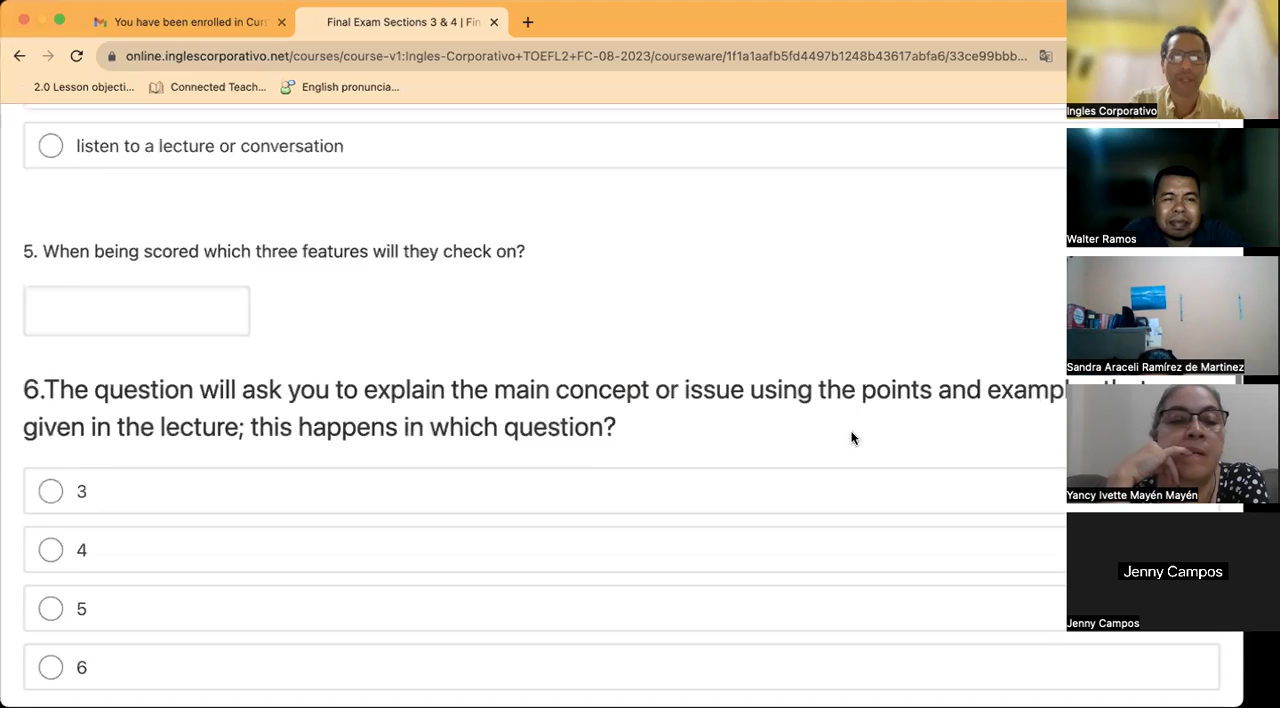 You have been enrolled in Cur
Final Exam Sections 3 & 4 | Fin
online.inglescorporativo.net/courses/course-v1:Ingles-Corporativo+TOEFL2+FC-08-2023/courseware/1f1a1aafb5fd4497b1248b43617abfa6/33ce99bbb...
2.0 Lesson objecti...
Connected Teach...
English pronuncia...
listen to a lecture or conversation
5. When being scored which three features will they check on?
6.The question will ask you to explain the main concept or issue using the points and exampl
given in the lecture; this happens in which question?
3
4
5
6
Ingles Corporativo
Walter Ramos
Sandra Araceli Ramírez de Martinez
Yancy Ivette Mayén Mayén
Jenny Campos
Jenny Campos